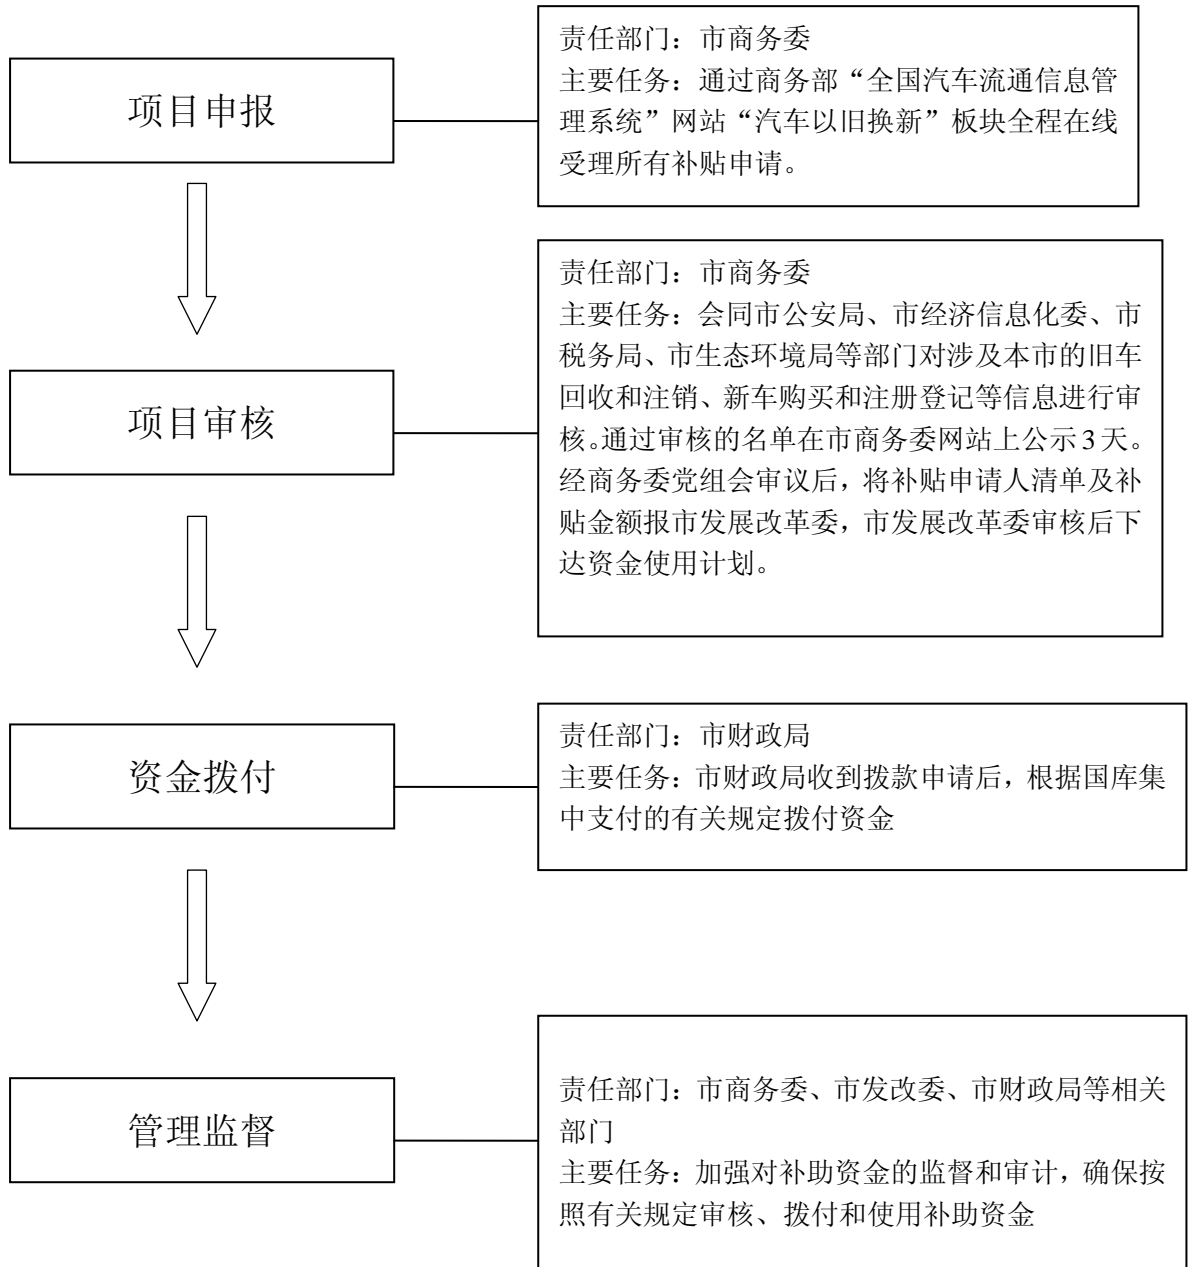 项目申报
责任部门：市商务委
主要任务：通过商务部“全国汽车流通信息管
理系统”网站“汽车以旧换新”板块全程在线
受理所有补贴申请。
项目审核
责任部门：市商务委
主要任务：会同市公安局、市经济信息化委、市
税务局、市生态环境局等部门对涉及本市的旧车
回收和注销、新车购买和注册登记等信息进行审
核。通过审核的名单在市商务委网站上公示3天。
经商务委党组会审议后，将补贴申请人清单及补
贴金额报市发展改革委，市发展改革委审核后下
达资金使用计划。
资金拨付
责任部门：市财政局
主要任务：市财政局收到拨款申请后，根据国库集
中支付的有关规定拨付资金
管理监督
责任部门：市商务委、市发改委、市财政局等相关
部门
主要任务：加强对补助资金的监督和审计，确保按
照有关规定审核、拨付和使用补助资金